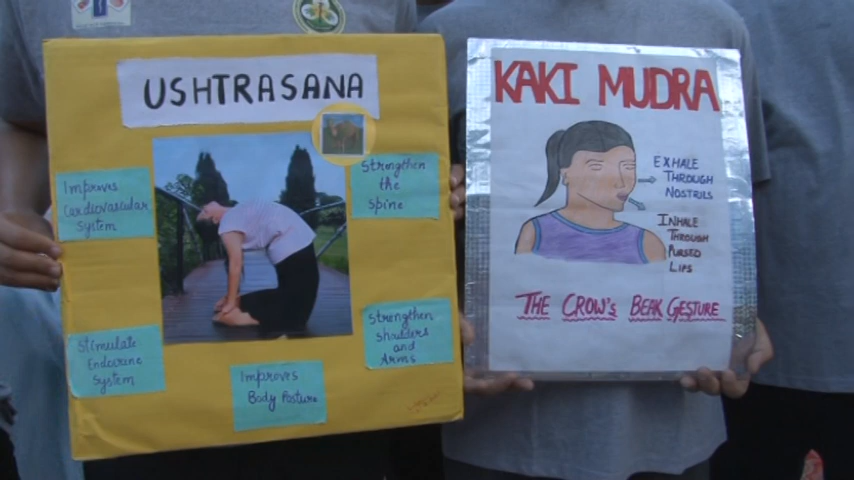 USHTRASANA
Improves
Cardiovascular
System
Strengthen
the
Spine
Stimulate
Endocrine
System
Strengthen
Shoulders
and
Arms
Improves
Body Posture
KAKI MUDRA
EXHALE
THROUGH
NOSTRILS
INHALE
THROUGH
PURSED
LIPS
THE CROW'S BEAK GESTURE